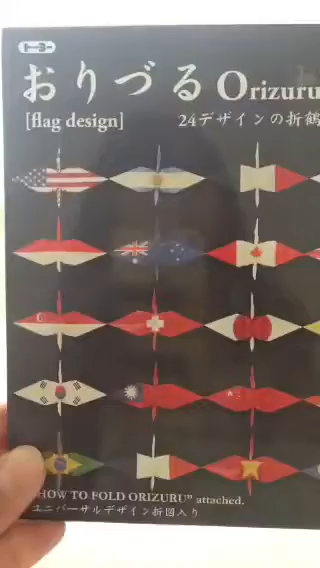 トーヨー
おりづる Orizuru
[flag design]
24デザインの折鶴
"HOW TO FOLD ORIZURU" attached.
ユニバーサルデザイン折図入り